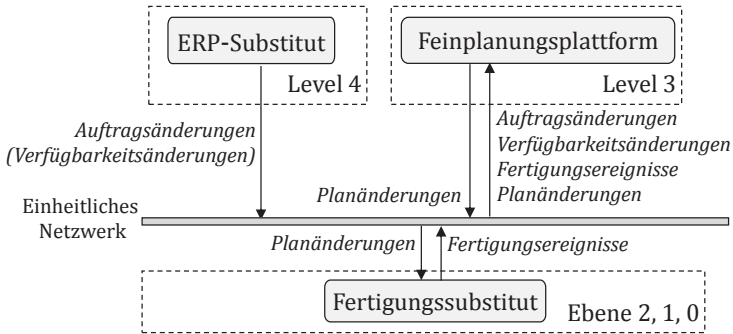 ERP-Substitut
Level 4
Feinplanungsplattform
Level 3
Auftragsänderungen
(Verfügbarkeitsänderungen)
Auftragsänderungen
Verfügbarkeitsänderungen
Fertigungsereignisse
Planänderungen
Planänderungen
Einheitliches
Netzwerk
Planänderungen
Fertigungsereignisse
Fertigungssubstitut
Ebene 2, 1, 0